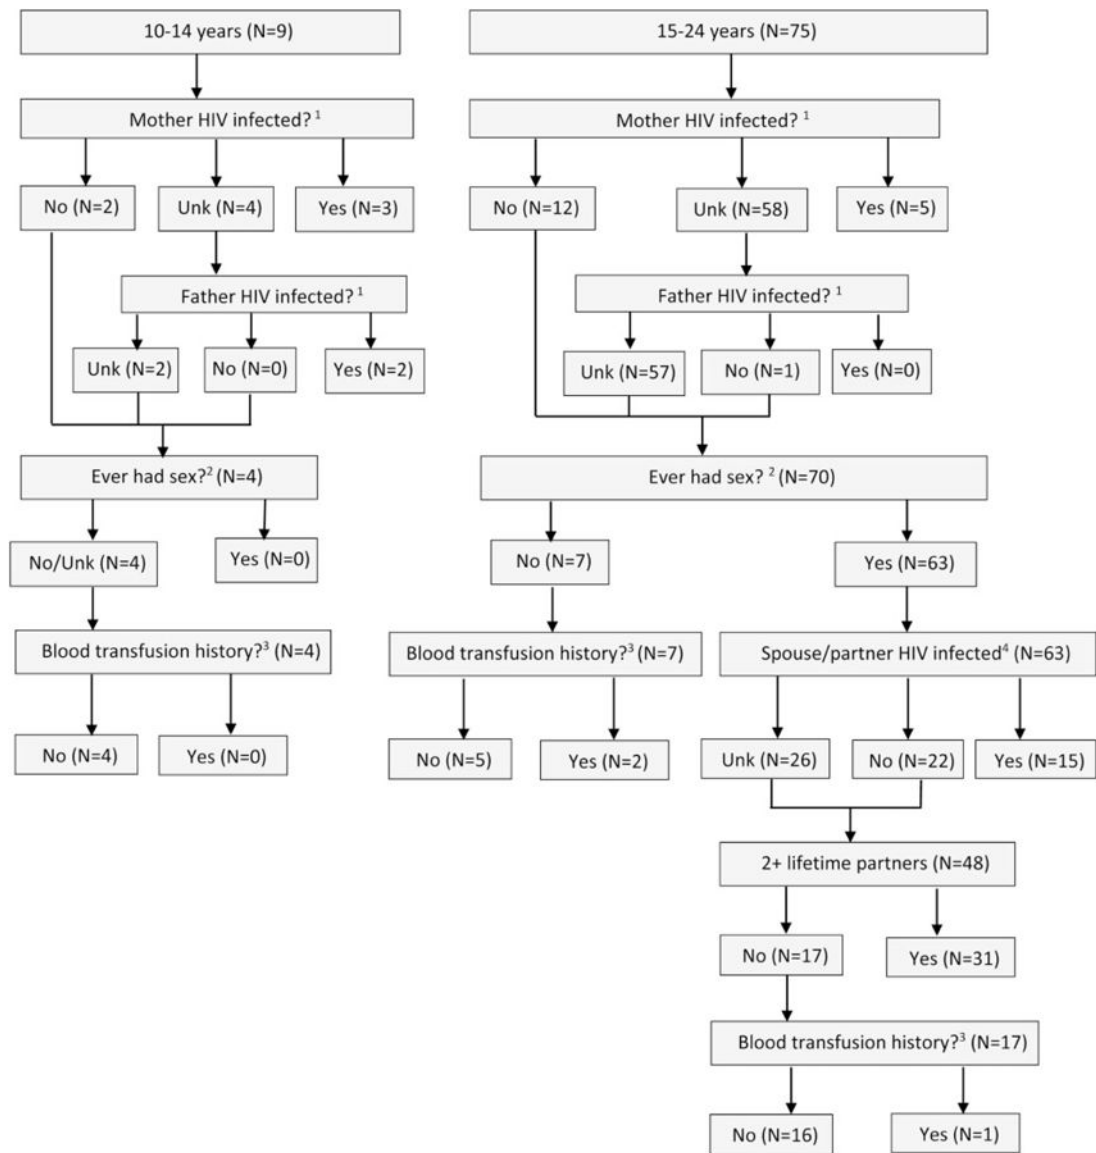 10-14 years (N=9)
Mother HIV infected? 1
No (N=2)
Unk (N=4)
Yes (N=3)
Father HIV infected? 1
Unk (N=2)
No (N=0)
Yes (N=2)
Ever had sex?2 (N=4)
No/Unk (N=4)
Yes (N=0)
Blood transfusion history?3 (N=4)
No (N=4)
Yes (N=0)
15-24 years (N=75)
Mother HIV infected? 1
No (N=12)
Unk (N=58)
Yes (N=5)
Father HIV infected? 1
Unk (N=57)
No (N=1)
Yes (N=0)
Ever had sex? 2 (N=70)
No (N=7)
Yes (N=63)
Blood transfusion history?3 (N=7)
No (N=5)
Yes (N=2)
Spouse/partner HIV infected4 (N=63)
Unk (N=26)
No (N=22)
Yes (N=15)
2+ lifetime partners (N=48)
No (N=17)
Yes (N=31)
Blood transfusion history?3 (N=17)
No (N=16)
Yes (N=1)